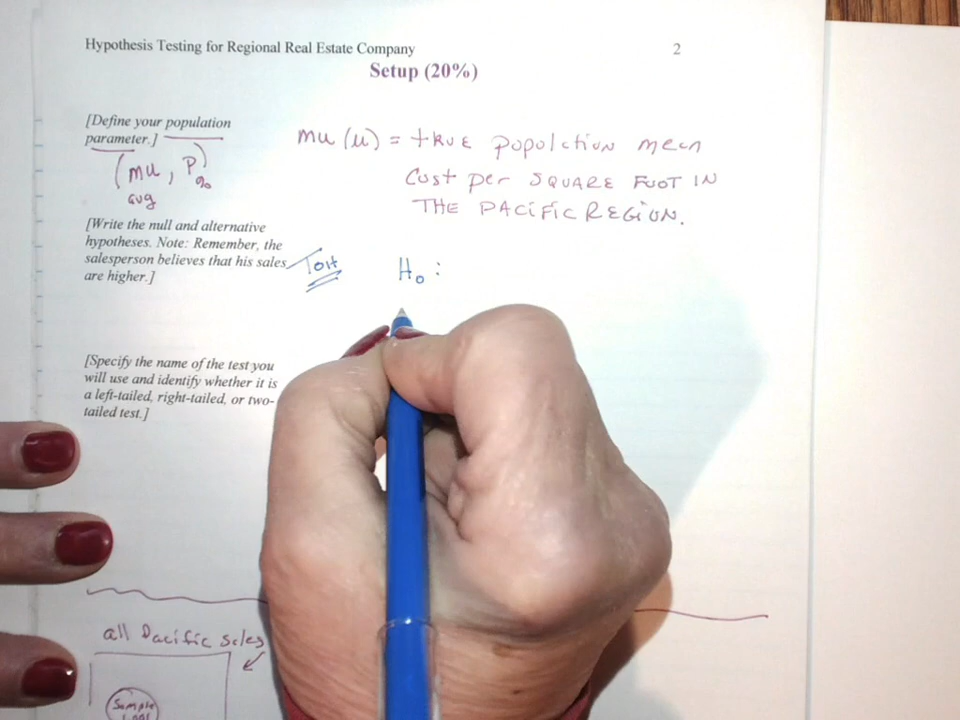 Hypothesis Testing for Regional Real Estate Company 2
Setup (20%)
[Define your population
parameter.]
(mu, P)
avg %
mu (u) = TRUE population mean
Cost per SQUARE FOOT IN
THE PACIFIC REGION.
[Write the null and alternative
hypotheses. Note: Remember, the
salesperson believes that his sales
are higher.]
TOH
H₀:
[Specify the name of the test you
will use and identify whether it is
a left-tailed, right-tailed, or two-
tailed test.]
all Pacific sales
Sample